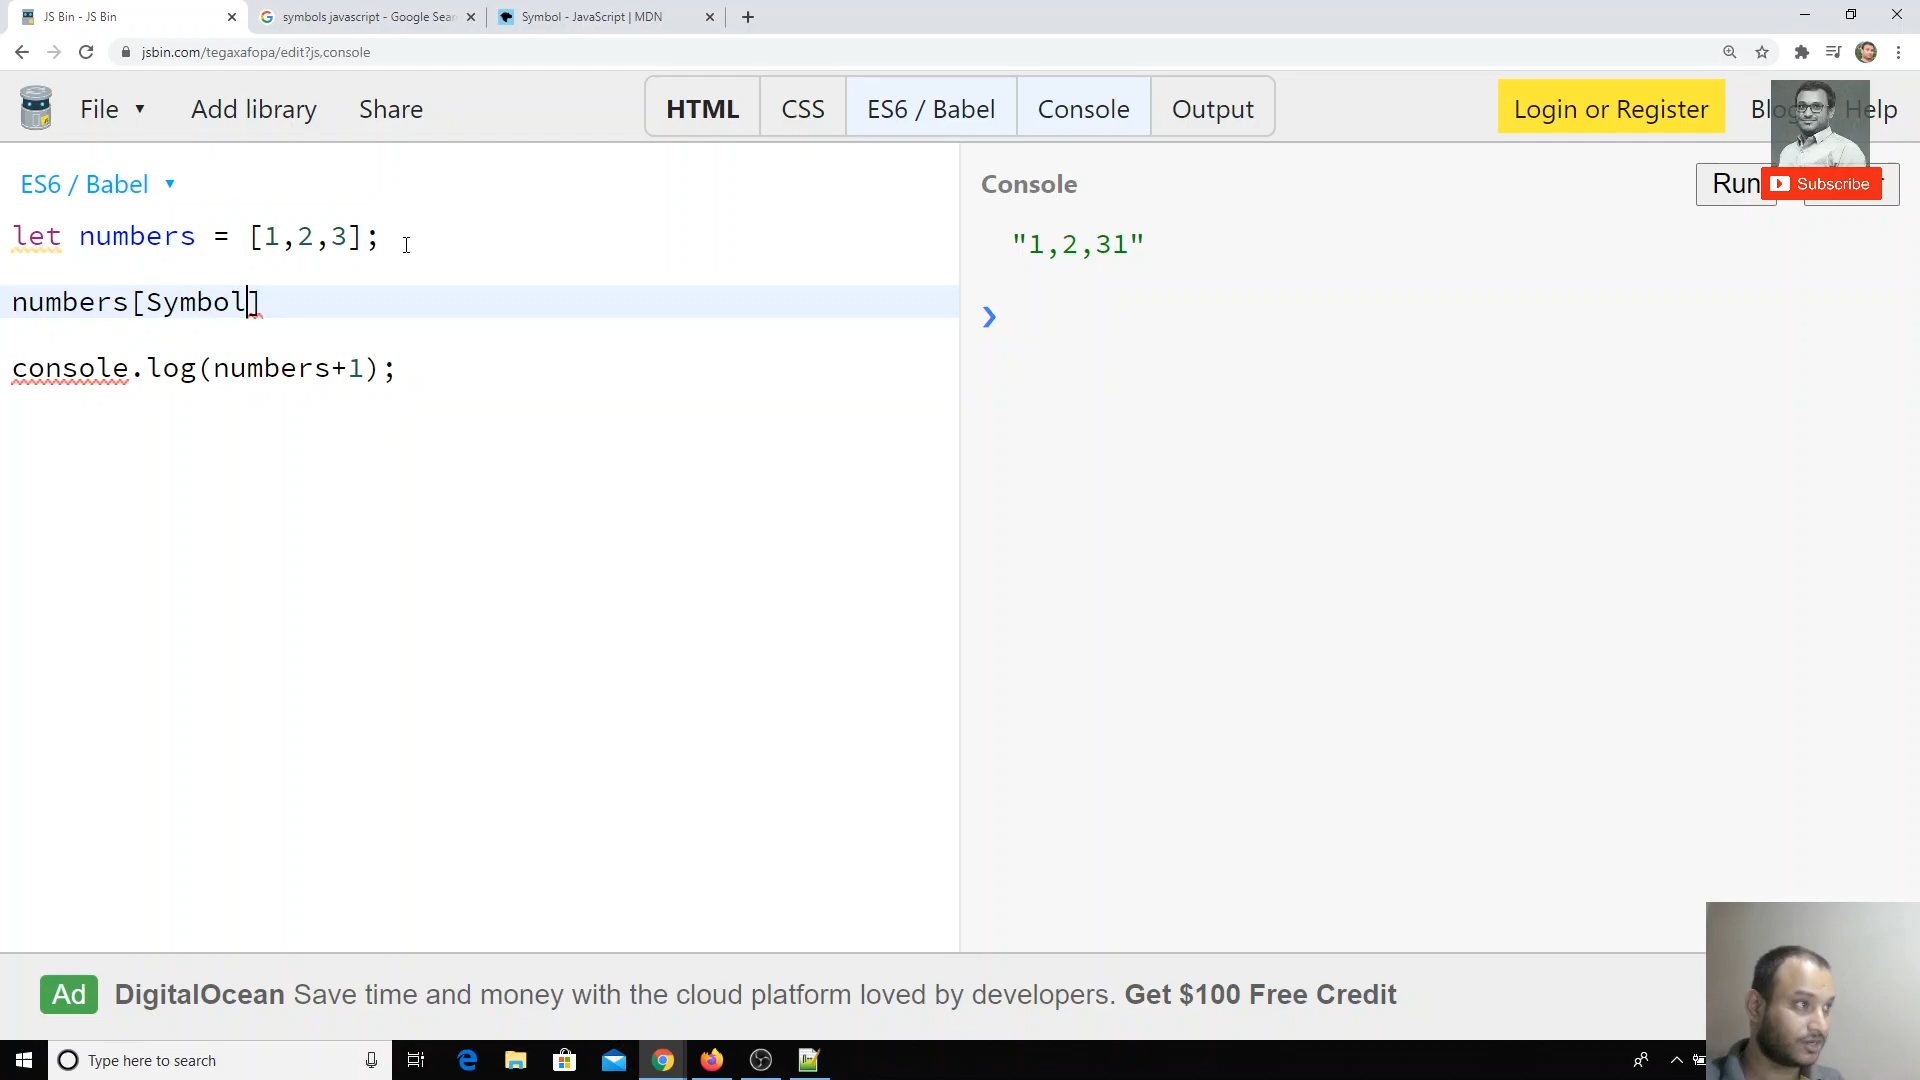 JS Bin - JS Bin
symbols javascript - Google Sear
Symbol - JavaScript | MDN
jsbin.com/tegaxafopa/edit?js,console
File
Add library
Share
HTML
CSS
ES6 / Babel
Console
Output
Login or Register
Help
ES6 / Babel
Console
Run
Subscribe
let numbers = [1,2,3];
numbers[Symbol]
console.log(numbers+1);
"1,2,31"
Ad
DigitalOcean Save time and money with the cloud platform loved by developers. Get $100 Free Credit
Type here to search